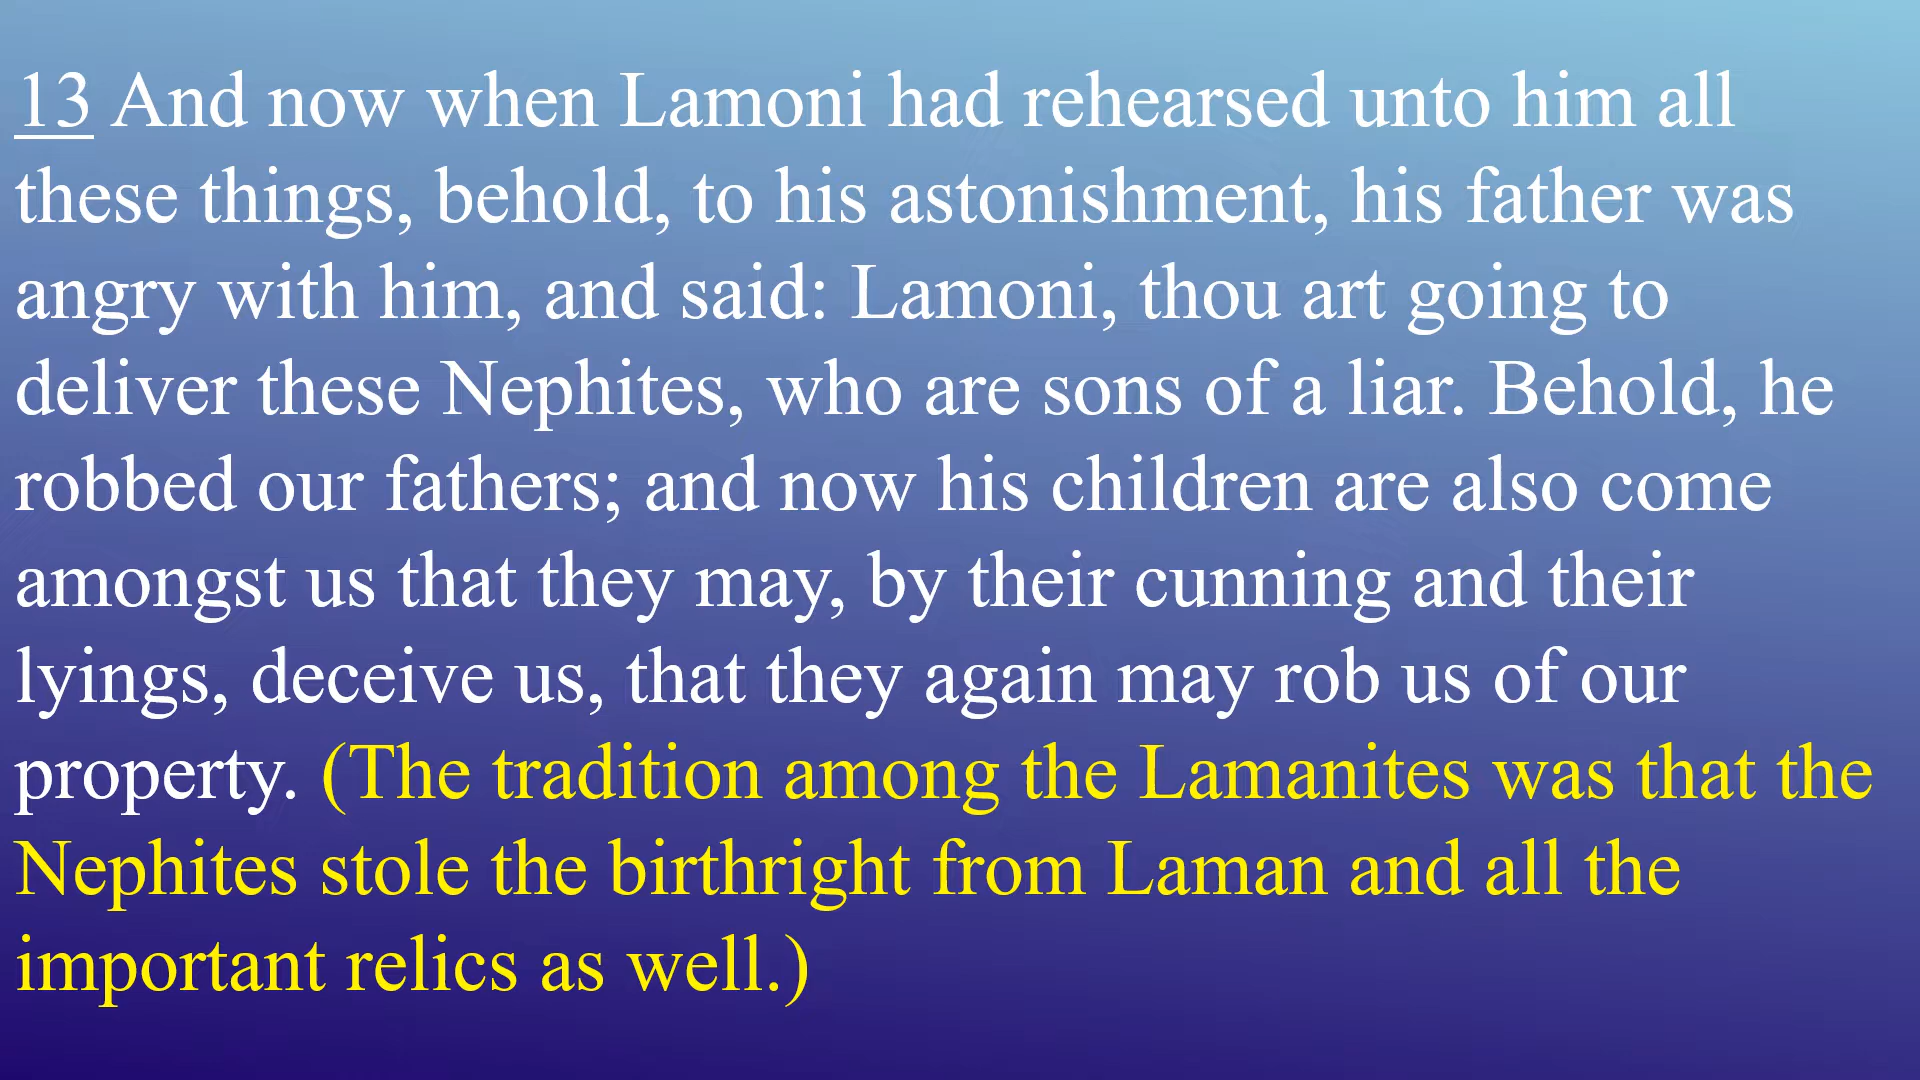 13 And now when Lamoni had rehearsed unto him all
these things, behold, to his astonishment, his father was
angry with him, and said: Lamoni, thou art going to
deliver these Nephites, who are sons of a liar. Behold, he
robbed our fathers; and now his children are also come
amongst us that they may, by their cunning and their
lyings, deceive us, that they again may rob us of our
property. (The tradition among the Lamanites was that the
Nephites stole the birthright from Laman and all the
important relics as well.)